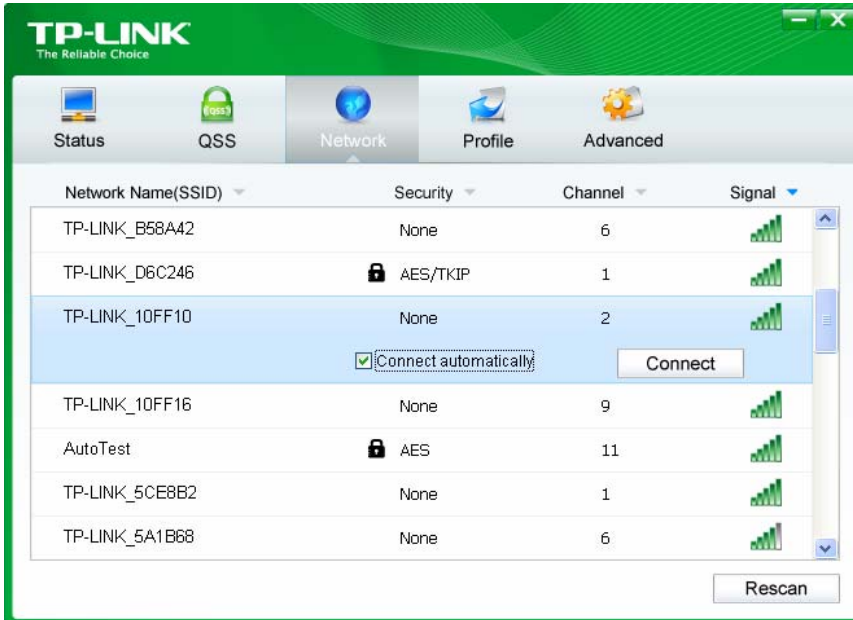 TP-LINK
The Reliable Choice
Status QSS Network Profile Advanced
Network Name(SSID) Security Channel Signal
TP-LINK_B58A42 None 6
TP-LINK_D6C246 AES/TKIP 1
TP-LINK_10FF10 None 2
Connect automatically Connect
TP-LINK_10FF16 None 9
AutoTest AES 11
TP-LINK_5CE8B2 None 1
TP-LINK_5A1B68 None 6
Rescan